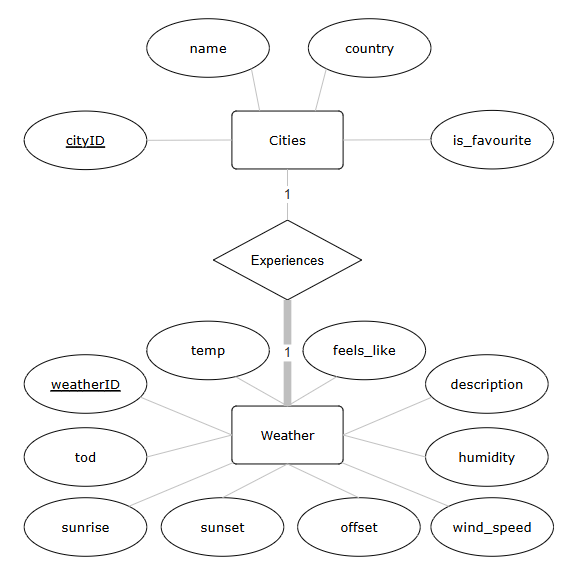 name
country
cityID
Cities
is_favourite
1
Experiences
1
temp
feels_like
weatherID
description
Weather
tod
humidity
sunrise
sunset
offset
wind_speed